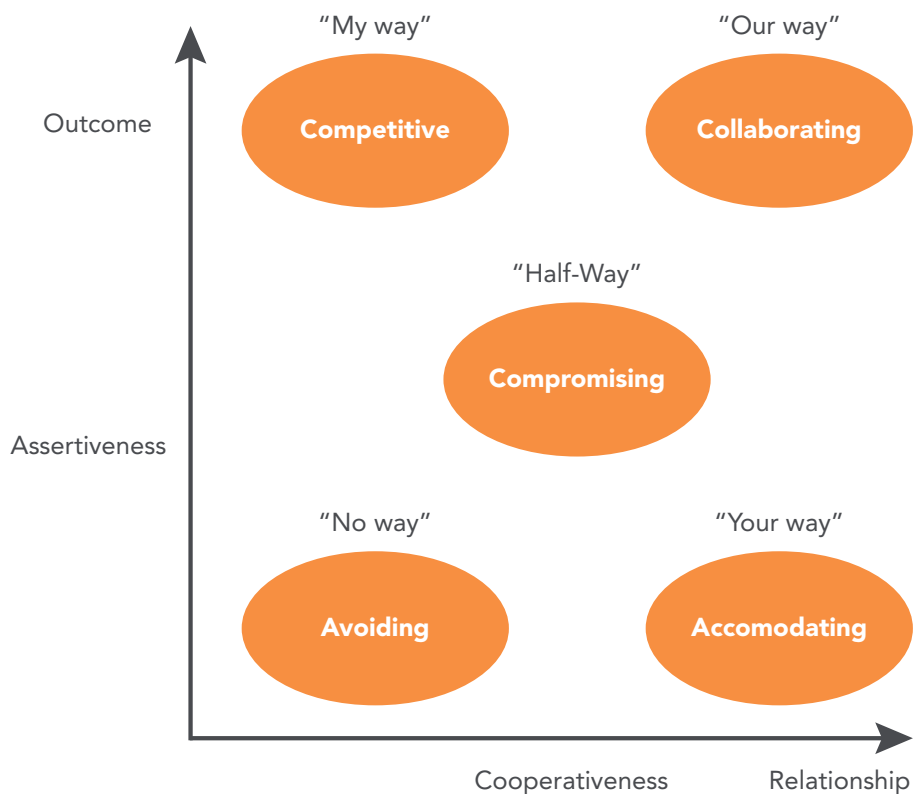 “My way”
“Our way”
Outcome
Competitive
Collaborating
“Half-Way”
Compromising
Assertiveness
“No way”
“Your way”
Avoiding
Accomodating
Cooperativeness
Relationship